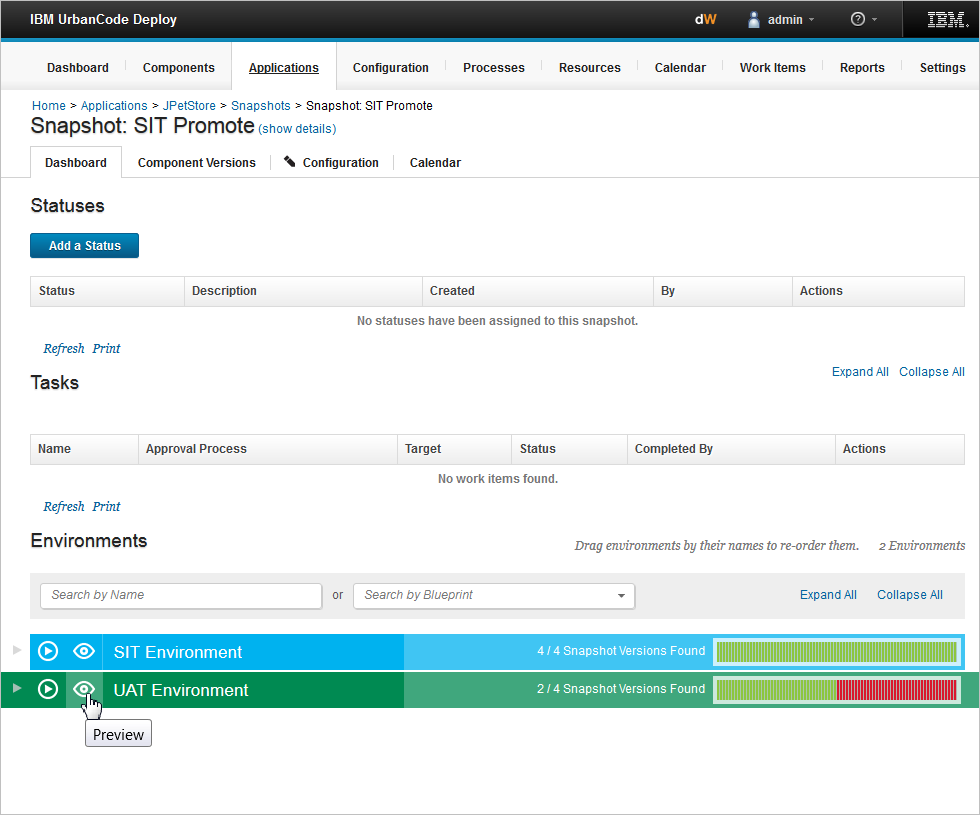 IBM UrbanCode Deploy dW admin IBM.
Dashboard Components Applications Configuration Processes Resources Calendar Work Items Reports Settings
Home > Applications > JPetStore > Snapshots > Snapshot: SIT Promote
Snapshot: SIT Promote (show details)
Dashboard Component Versions Configuration Calendar
Statuses
Add a Status
Status Description Created By Actions
No statuses have been assigned to this snapshot.
Refresh Print
Expand All Collapse All
Tasks
Name Approval Process Target Status Completed By Actions
No work items found.
Refresh Print
Environments Drag environments by their names to re-order them. 2 Environments
Search by Name or Search by Blueprint Expand All Collapse All
SIT Environment 4 / 4 Snapshot Versions Found
UAT Environment 2 / 4 Snapshot Versions Found
Preview